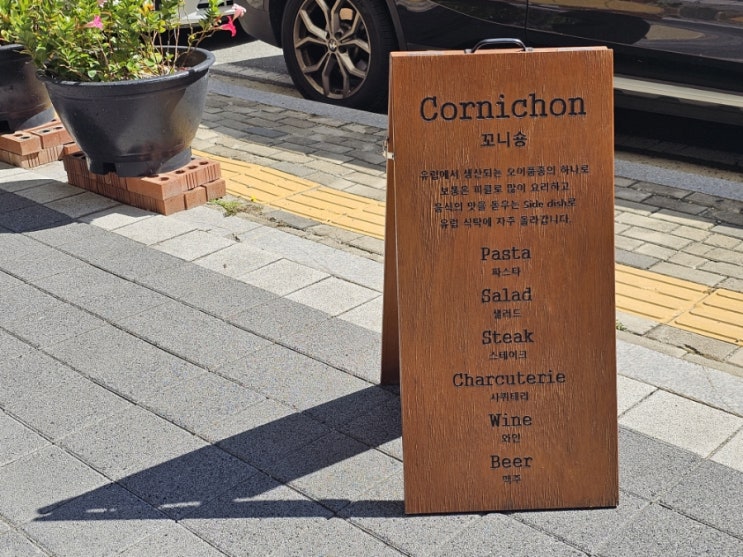 Cornichon
꼬니숑
유럽에서 생산되는 오이품종의 하나로
보통은 피클로 많이 요리하고
음식의 맛을 돋우는 Side dish로
유럽 식탁에 자주 올라갑니다.
Pasta
파스타
Salad
샐러드
Steak
스테이크
Charcuterie
샤퀴테리
Wine
와인
Beer
맥주